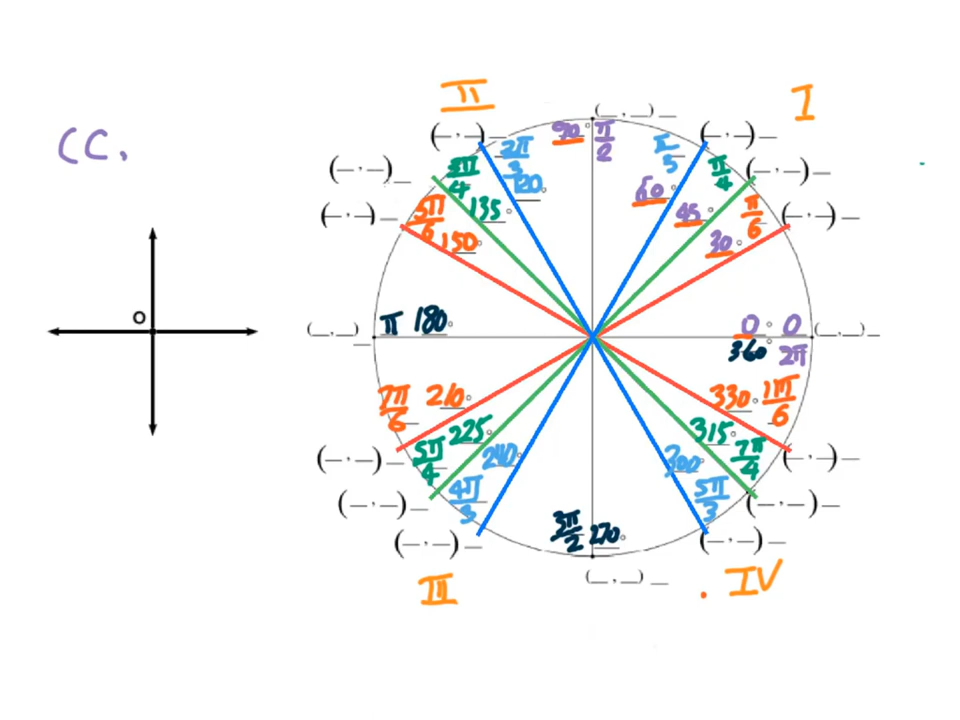 II
I
CC.
(_,_)_
90° π/2
(_,_)_
2π/3
120°
π/5
(_,_)_
(_,_)_
3π/4
135°
60°
π/4
(_,_)_
(_,_)_
5π/6
150°
45°
30°
π/6
(_,_)_
O
(_,_)_
π 180°
0° 0
360° 2π
(_,_)_
7π/6 210°
330° 11π/6
(_,_)_
5π/4 225°
315° 7π/4
(_,_)_
(_,_)_
4π/3 240°
300° 5π/3
(_,_)_
(_,_)_
3π/2 270°
(_,_)_
(_,_)_
III
IV